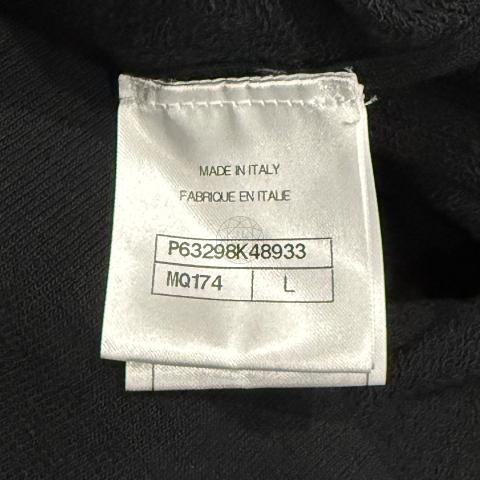 MADE IN ITALY
FABRIQUE EN ITALIE
P63298K48933
MQ174 L